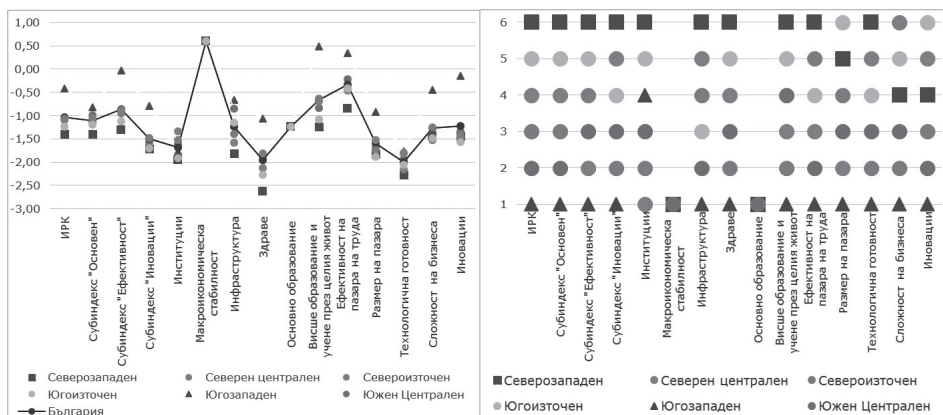 1,00
0,50
0,00
-0,50
-1,00
-1,50
-2,00
-2,50
-3,00
ИРК
Субиндекс "Основен"
Субиндекс "Ефективност"
Субиндекс "Иновации"
Институции
Макроикономическа
стабилност
Инфраструктура
Здраве
Основно образование
Висше образование и
учене през целия живот
Ефективност на
пазара на труда
Размер на пазара
Технологична готовност
Сложност на бизнеса
Иновации
Северозападен
Северен централен
Североизточен
Югоизточен
Югозападен
Южен Централен
България
6
5
4
3
2
1
ИРК
Субиндекс "Основен"
Субиндекс "Ефективност"
Субиндекс "Иновации"
Институции
Макроикономическа
стабилност
Инфраструктура
Здраве
Основно образование
Висше образование и
учене през целия живот
Ефективност на
пазара на труда
Размер на пазара
Технологична готовност
Сложност на бизнеса
Иновации
Северозападен
Северен централен
Североизточен
Югоизточен
Югозападен
Южен Централен